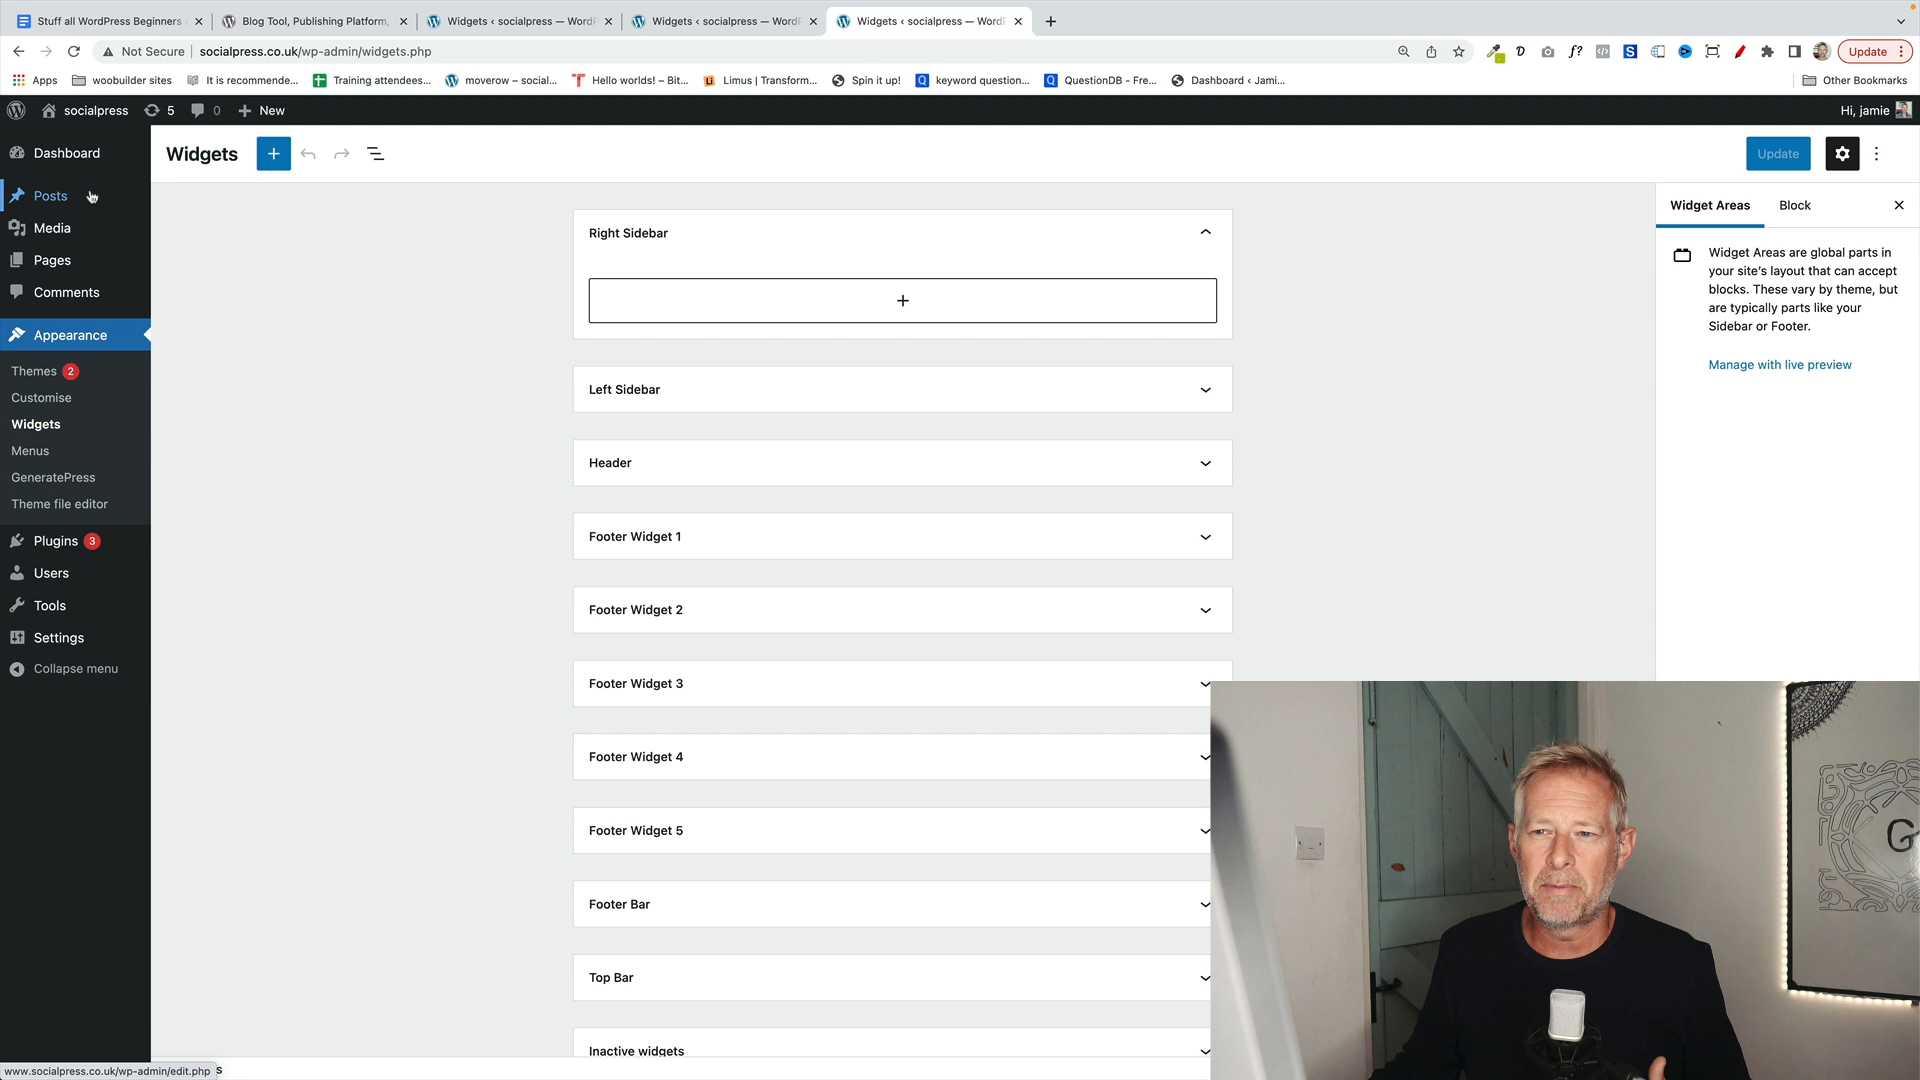 Stuff all WordPress Beginners
Blog Tool, Publishing Platform,
Widgets ‹ socialpress — WordP
Widgets ‹ socialpress — WordP
Widgets ‹ socialpress — WordP
Not Secure
socialpress.co.uk/wp-admin/widgets.php
Update
Apps
woobuilder sites
It is recommende...
Training attendees...
moverow – social...
Hello worlds! – Bit...
Limus | Transform...
Spin it up!
keyword question...
QuestionDB - Fre...
Dashboard ‹ Jami...
Other Bookmarks
socialpress
5
0
New
Hi, jamie
Dashboard
Posts
Media
Pages
Comments
Appearance
Themes 2
Customise
Widgets
Menus
GeneratePress
Theme file editor
Plugins 3
Users
Tools
Settings
Collapse menu
Widgets
Update
Right Sidebar
Left Sidebar
Header
Footer Widget 1
Footer Widget 2
Footer Widget 3
Footer Widget 4
Footer Widget 5
Footer Bar
Top Bar
Inactive widgets
Widget Areas
Block
Widget Areas are global parts in
your site's layout that can accept
blocks. These vary by theme, but
are typically parts like your
Sidebar or Footer.
Manage with live preview
G
www.socialpress.co.uk/wp-admin/edit.php